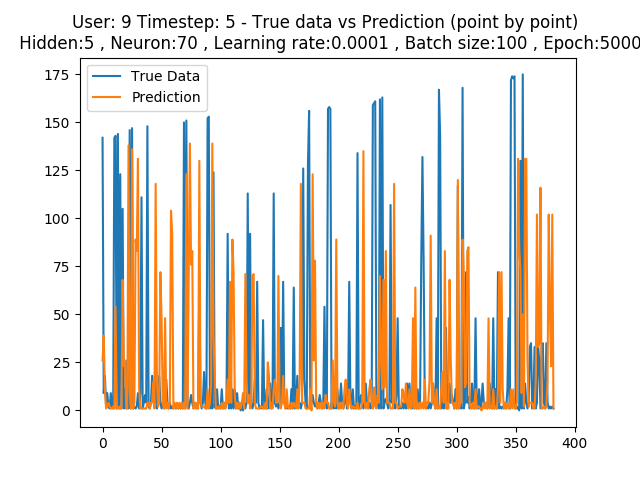 User: 9 Timestep: 5 - True data vs Prediction (point by point)
Hidden:5 , Neuron:70 , Learning rate:0.0001 , Batch size:100 , Epoch:5000
True Data
Prediction
175
150
125
100
75
50
25
0
0 50 100 150 200 250 300 350 400